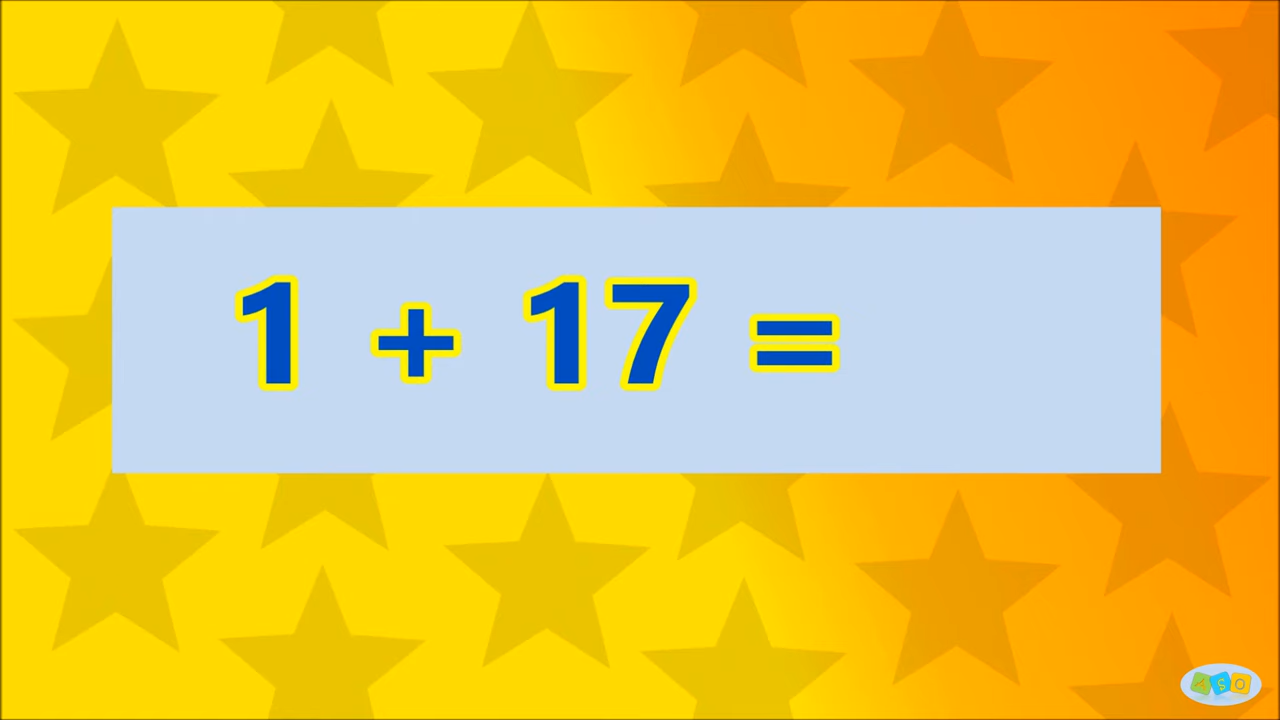 1 + 17 =